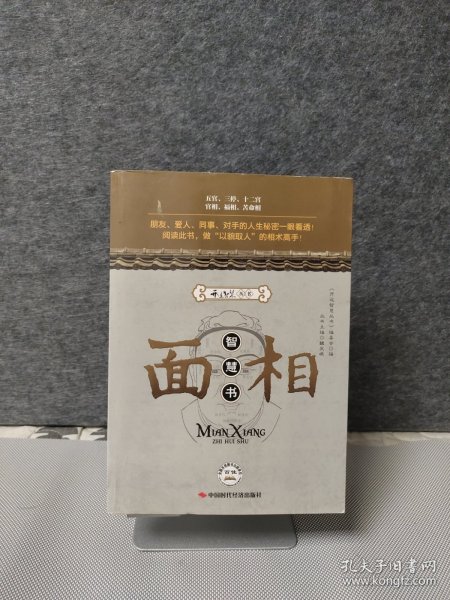 五官、三停、十二宫
官相、福相、苦命相
朋友、爱人、同事、对手的人生秘密一眼看透!
阅读此书，做“以貌取人”的相术高手!
面相
智慧书
MIAN XIANG
ZHI HUI SHU
中国时代经济出版社
孔夫子旧书网
www.kongfz.com